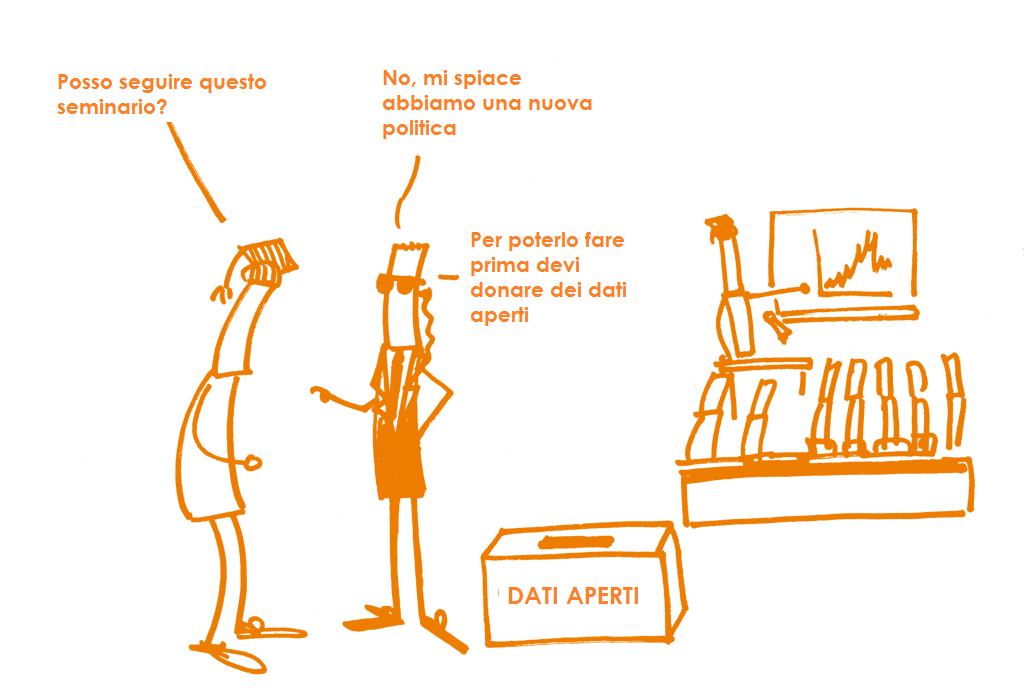 Posso seguire questo
seminario?
No, mi spiace
abbiamo una nuova
politica
Per poterlo fare
prima devi
donare dei dati
aperti
DATI APERTI